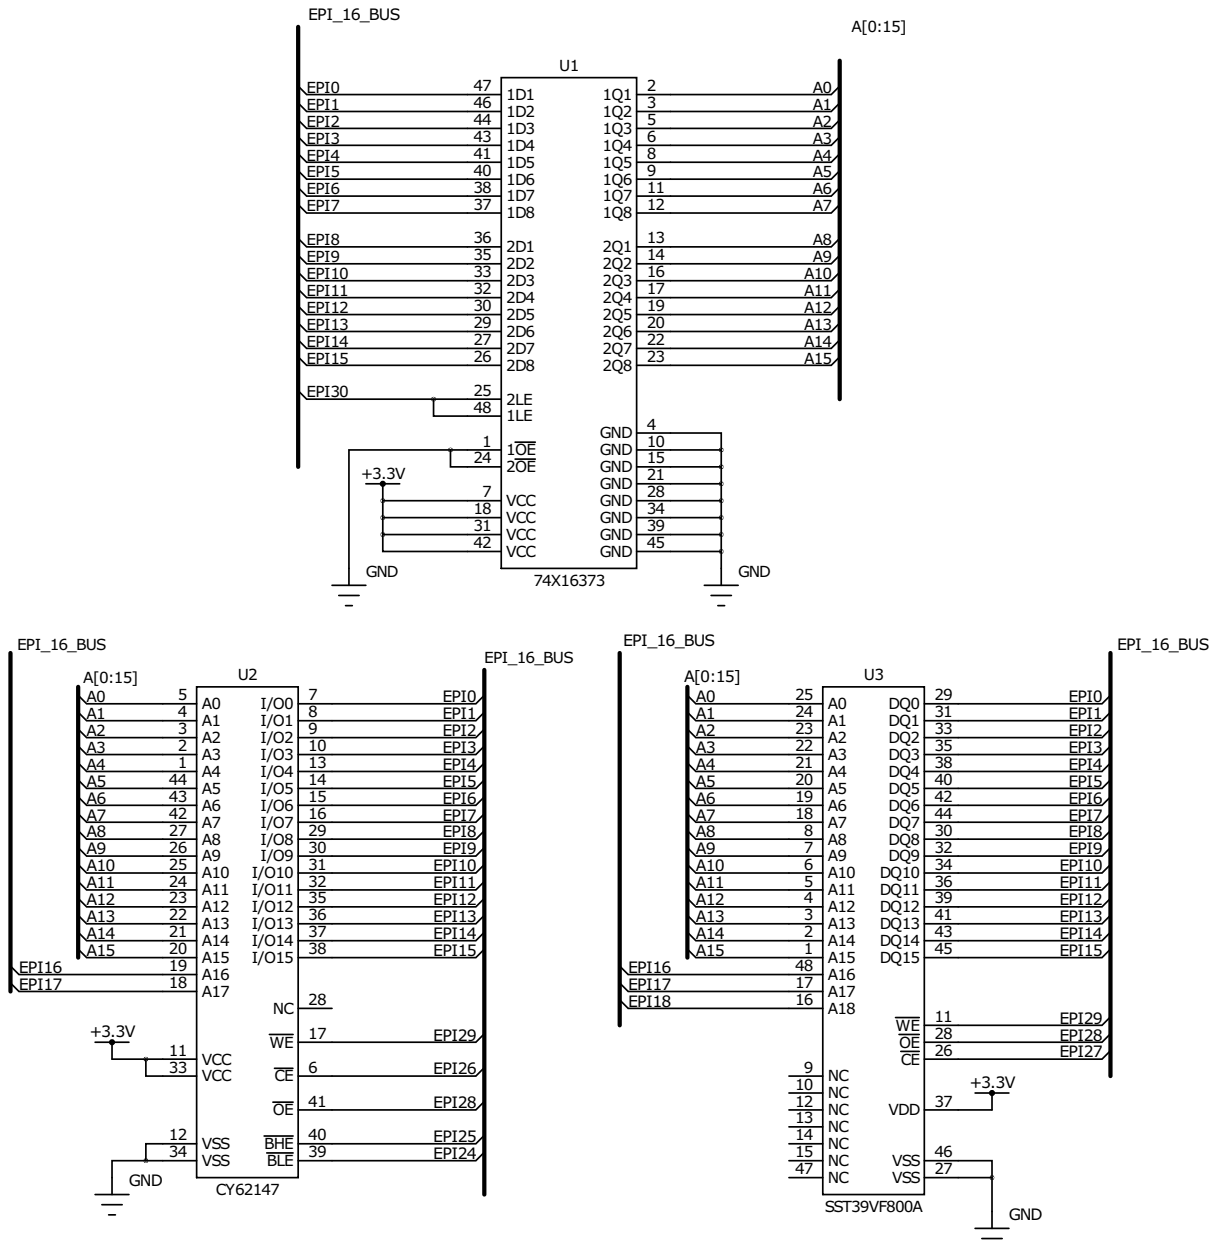 EPI_16_BUS
A[0:15]
U1
EPI0 47 1D1 1Q1 2 A0
EPI1 46 1D2 1Q2 3 A1
EPI2 44 1D3 1Q3 5 A2
EPI3 43 1D4 1Q4 6 A3
EPI4 41 1D5 1Q5 8 A4
EPI5 40 1D6 1Q6 9 A5
EPI6 38 1D7 1Q7 11 A6
EPI7 37 1D8 1Q8 12 A7
EPI8 36 2D1 2Q1 13 A8
EPI9 35 2D2 2Q2 14 A9
EPI10 33 2D3 2Q3 16 A10
EPI11 32 2D4 2Q4 17 A11
EPI12 30 2D5 2Q5 19 A12
EPI13 29 2D6 2Q6 20 A13
EPI14 27 2D7 2Q7 22 A14
EPI15 26 2D8 2Q8 23 A15
EPI30 25 2LE
48 1LE
GND 4
1 1OE GND 10
24 2OE GND 15
+3.3V GND 21
7 VCC GND 28
18 VCC GND 34
31 VCC GND 39
42 VCC GND 45
GND GND
74X16373
EPI_16_BUS
EPI_16_BUS
A[0:15] U2
A0 5 A0 I/O0 7 EPI0
A1 4 A1 I/O1 8 EPI1
A2 3 A2 I/O2 9 EPI2
A3 2 A3 I/O3 10 EPI3
A4 1 A4 I/O4 13 EPI4
A5 44 A5 I/O5 14 EPI5
A6 43 A6 I/O6 15 EPI6
A7 42 A7 I/O7 16 EPI7
A8 27 A8 I/O8 29 EPI8
A9 26 A9 I/O9 30 EPI9
A10 25 A10 I/O10 31 EPI10
A11 24 A11 I/O11 32 EPI11
A12 23 A12 I/O12 35 EPI12
A13 22 A13 I/O13 36 EPI13
A14 21 A14 I/O14 37 EPI14
A15 20 A15 I/O15 38 EPI15
EPI16 19 A16
EPI17 18 A17
NC 28
+3.3V WE 17 EPI29
11 VCC
33 VCC CE 6 EPI26
OE 41 EPI28
12 VSS BHE 40 EPI25
34 VSS BLE 39 EPI24
GND
CY62147
EPI_16_BUS
EPI_16_BUS
A[0:15] U3
A0 25 A0 DQ0 29 EPI0
A1 24 A1 DQ1 31 EPI1
A2 23 A2 DQ2 33 EPI2
A3 22 A3 DQ3 35 EPI3
A4 21 A4 DQ4 38 EPI4
A5 20 A5 DQ5 40 EPI5
A6 19 A6 DQ6 42 EPI6
A7 18 A7 DQ7 44 EPI7
A8 8 A8 DQ8 30 EPI8
A9 7 A9 DQ9 32 EPI9
A10 6 A10 DQ10 34 EPI10
A11 5 A11 DQ11 36 EPI11
A12 4 A12 DQ12 39 EPI12
A13 3 A13 DQ13 41 EPI13
A14 2 A14 DQ14 43 EPI14
A15 1 A15 DQ15 45 EPI15
EPI16 48 A16
EPI17 17 A17
EPI18 16 A18
WE 11 EPI29
OE 28 EPI28
CE 26 EPI27
9 NC
10 NC +3.3V
12 NC VDD 37
13 NC
14 NC
15 NC VSS 46
47 NC VSS 27
SST39VF800A GND